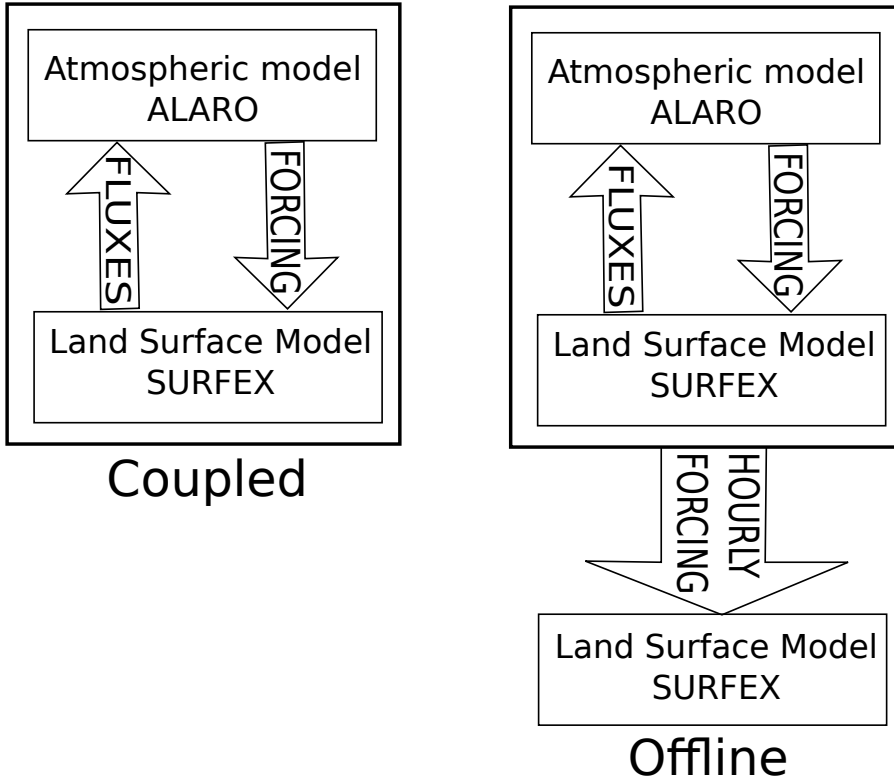 Atmospheric model
ALARO
FLUXES
FORCING
Land Surface Model
SURFEX
Coupled
Atmospheric model
ALARO
FLUXES
FORCING
Land Surface Model
SURFEX
HOURLY
FORCING
Land Surface Model
SURFEX
Offline